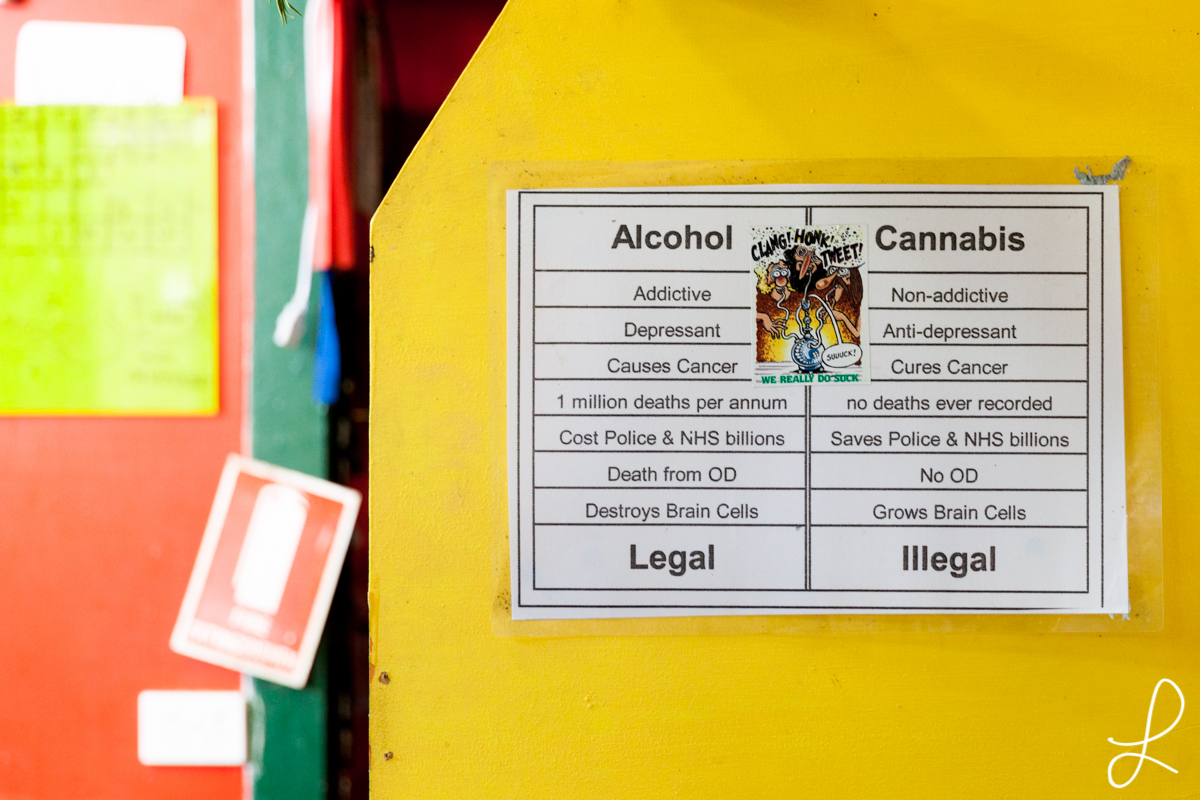 Alcohol Cannabis
CLANG! HONK! TWEET!
SUUUCK!
WE REALLY DO SUCK
Addictive Non-addictive
Depressant Anti-depressant
Causes Cancer Cures Cancer
1 million deaths per annum no deaths ever recorded
Cost Police & NHS billions Saves Police & NHS billions
Death from OD No OD
Destroys Brain Cells Grows Brain Cells
Legal Illegal
L